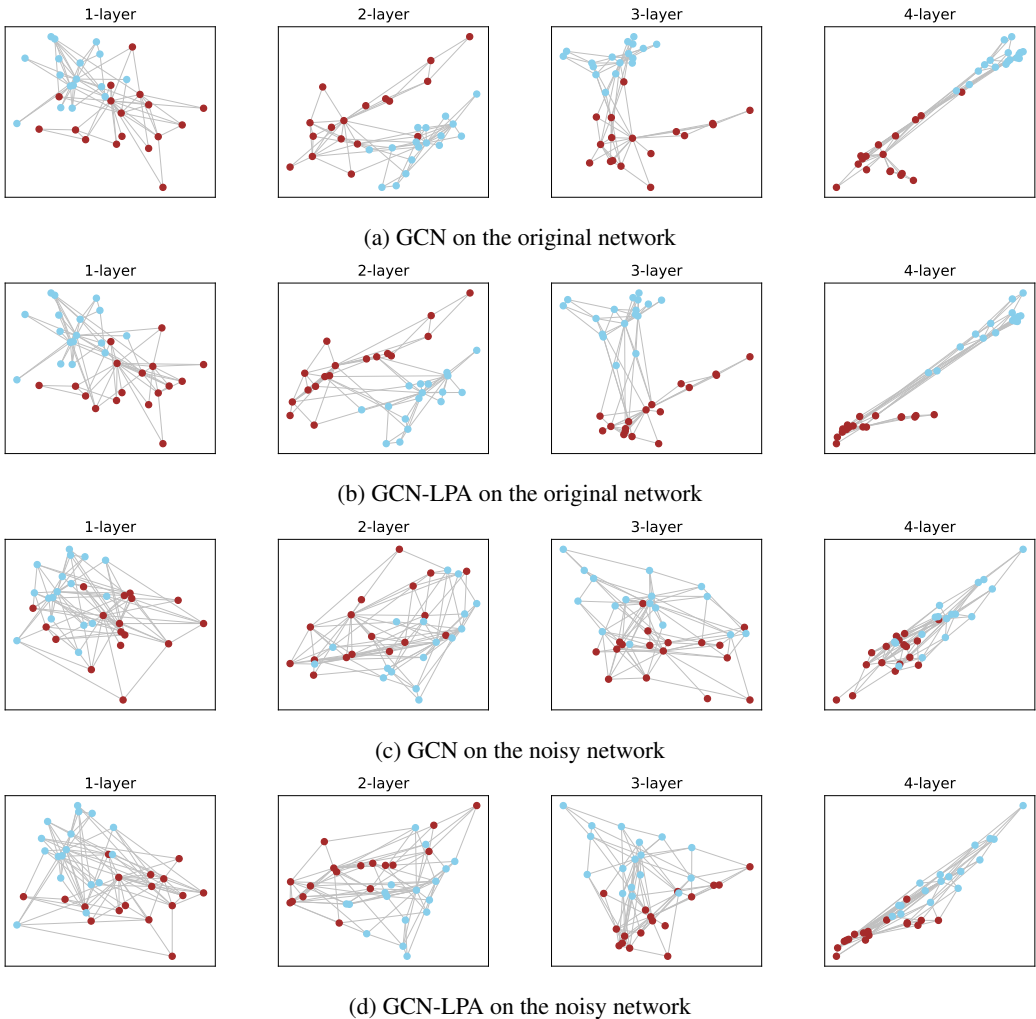 1-layer 2-layer 3-layer 4-layer
(a) GCN on the original network
1-layer 2-layer 3-layer 4-layer
(b) GCN-LPA on the original network
1-layer 2-layer 3-layer 4-layer
(c) GCN on the noisy network
1-layer 2-layer 3-layer 4-layer
(d) GCN-LPA on the noisy network